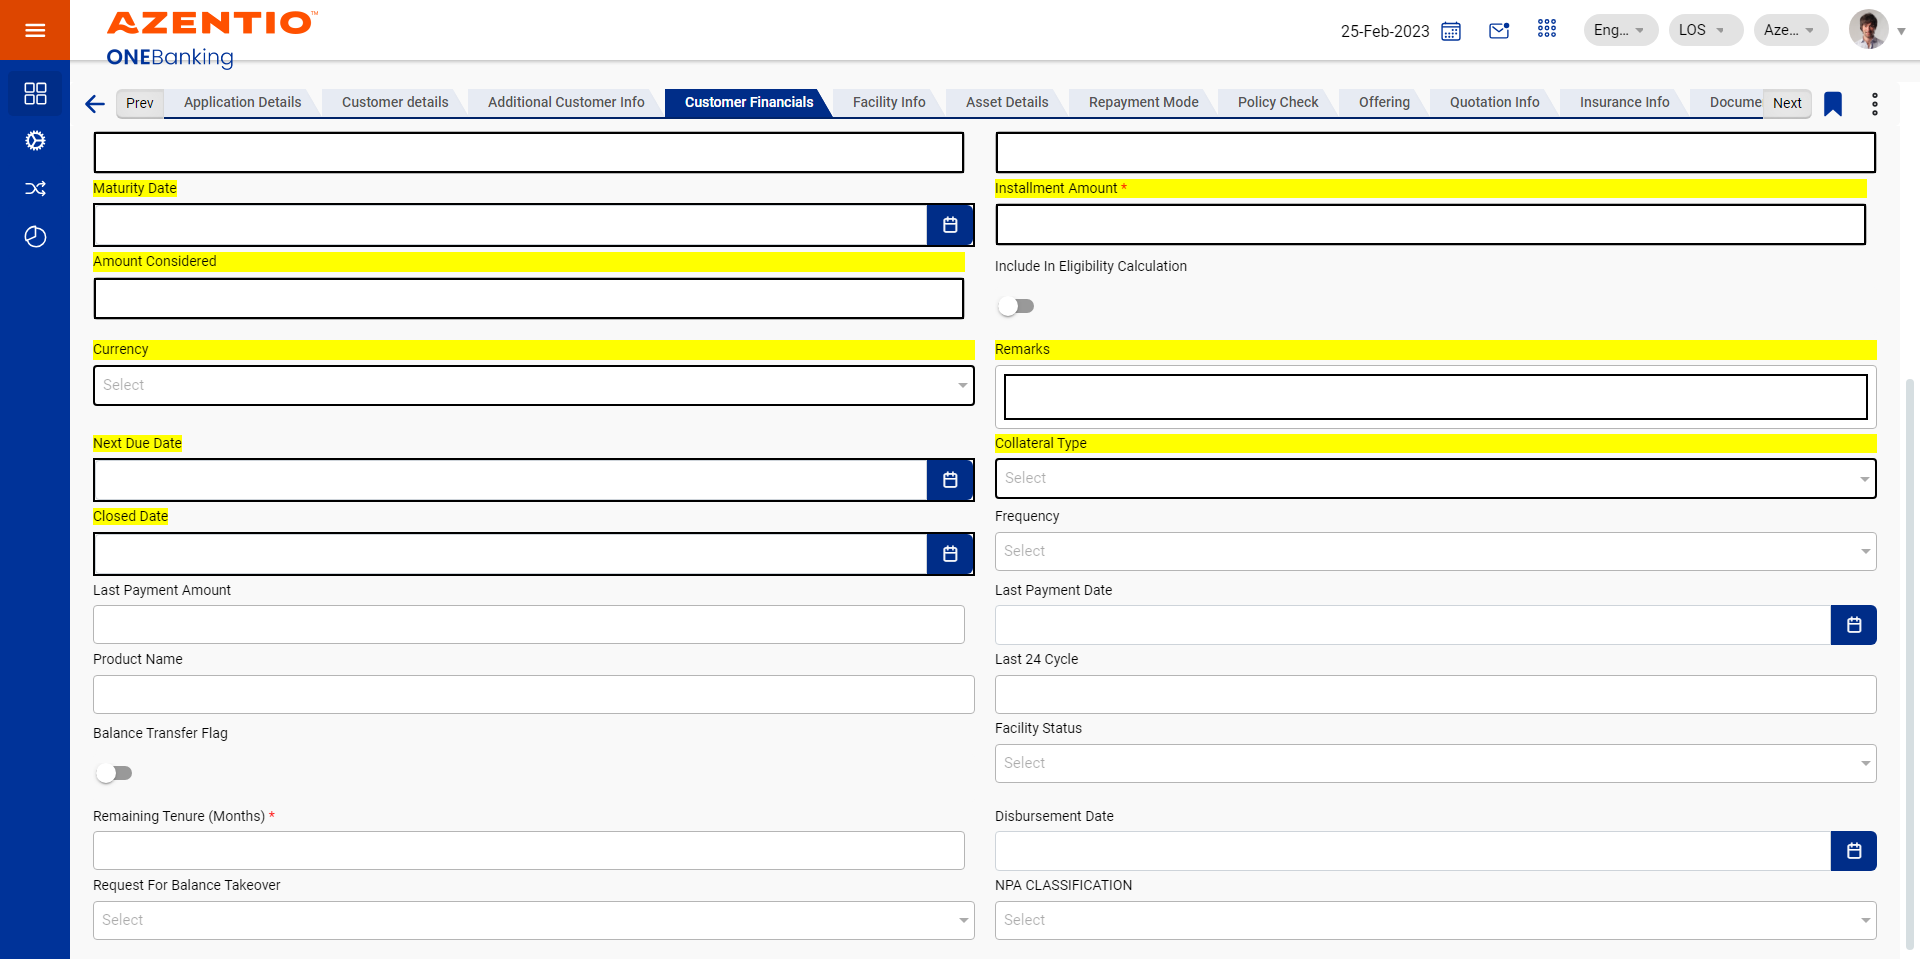 AZENTIO™
ONEBanking
25-Feb-2023
Eng...
LOS
Aze...
Prev
Application Details
Customer details
Additional Customer Info
Customer Financials
Facility Info
Asset Details
Repayment Mode
Policy Check
Offering
Quotation Info
Insurance Info
Docume
Next
Maturity Date
Installment Amount *
Amount Considered
Include In Eligibility Calculation
Currency
Remarks
Select
Next Due Date
Collateral Type
Select
Closed Date
Frequency
Select
Last Payment Amount
Last Payment Date
Product Name
Last 24 Cycle
Balance Transfer Flag
Facility Status
Select
Remaining Tenure (Months) *
Disbursement Date
Request For Balance Takeover
NPA CLASSIFICATION
Select
Select